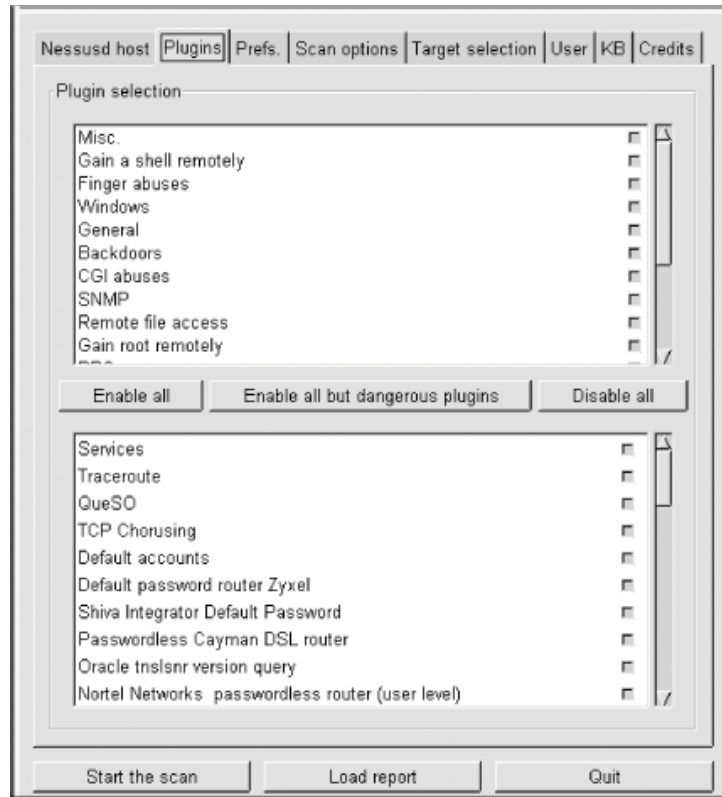 Nessusd host Plugins Prefs. Scan options Target selection User KB Credits
Plugin selection
Misc.
Gain a shell remotely
Finger abuses
Windows
General
Backdoors
CGI abuses
SNMP
Remote file access
Gain root remotely
Enable all Enable all but dangerous plugins Disable all
Services
Traceroute
QueSO
TCP Chorusing
Default accounts
Default password router Zyxel
Shiva Integrator Default Password
Passwordless Cayman DSL router
Oracle tnslsnr version query
Nortel Networks passwordless router (user level)
Start the scan Load report Quit